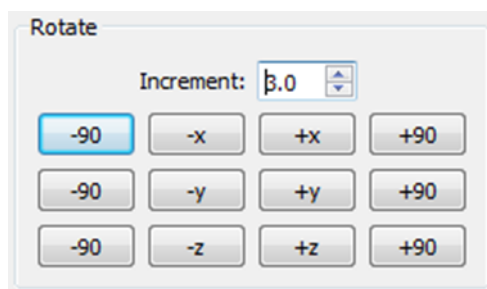 Rotate
Increment: 3.0
-90 -x +x +90
-90 -y +y +90
-90 -z +z +90